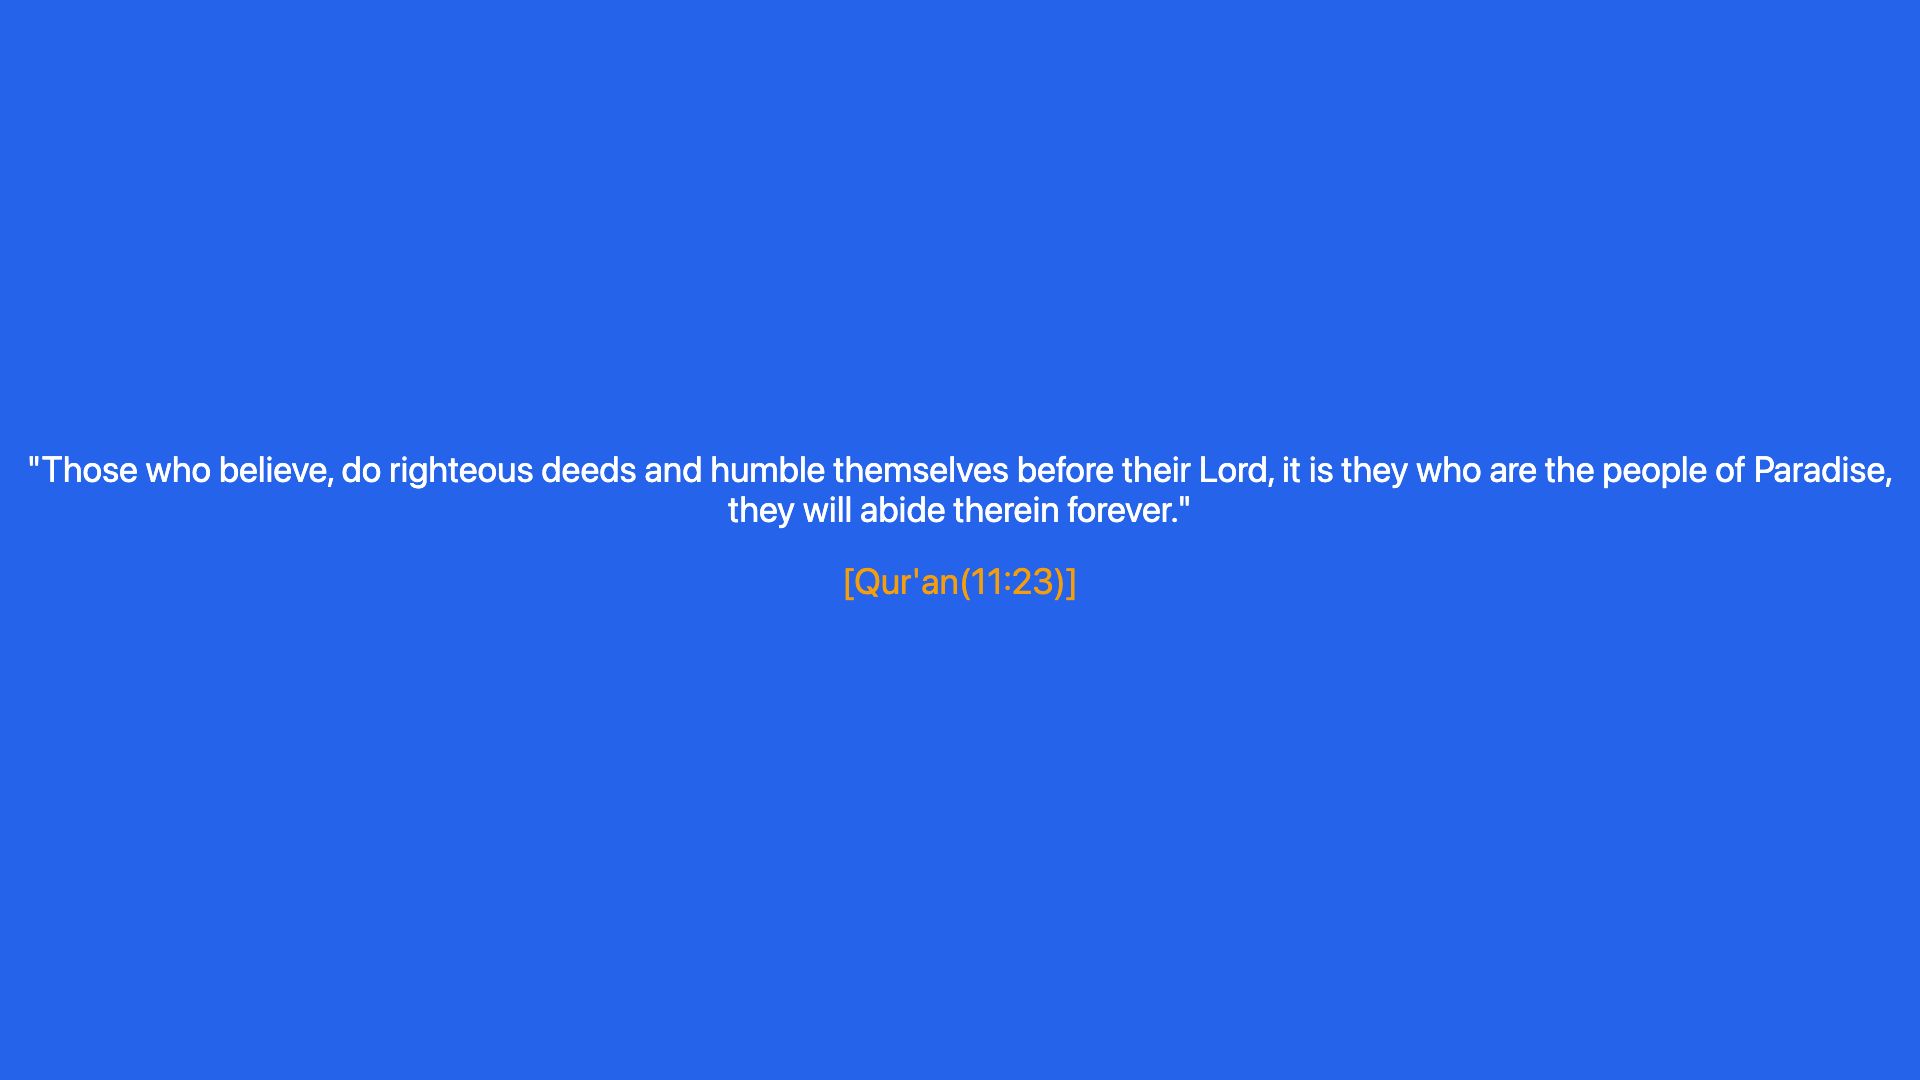 "Those who believe, do righteous deeds and humble themselves before their Lord, it is they who are the people of Paradise,
they will abide therein forever."
[Qur'an(11:23)]